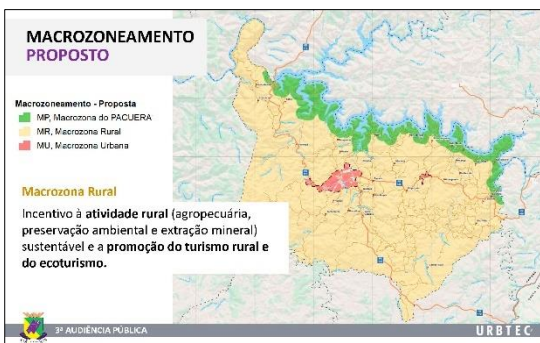 MACROZONEAMENTO
PROPOSTO
Macrozoneamento - Proposta
MP, Macrozona do PACUERA
MR, Macrozona Rural
MU, Macrozona Urbana
Macrozona Rural
Incentivo à atividade rural (agropecuária,
preservação ambiental e extração mineral)
sustentável e a promoção do turismo rural e
do ecoturismo.
3ª AUDIÊNCIA PÚBLICA
URBTEC